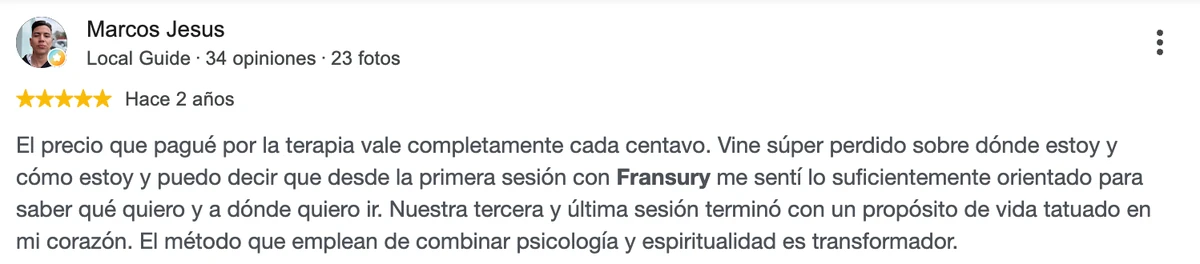 Marcos Jesus
Local Guide · 34 opiniones · 23 fotos
Hace 2 años
El precio que pagué por la terapia vale completamente cada centavo. Vine súper perdido sobre dónde estoy y
cómo estoy y puedo decir que desde la primera sesión con Fransury me sentí lo suficientemente orientado para
saber qué quiero y a dónde quiero ir. Nuestra tercera y última sesión terminó con un propósito de vida tatuado en
mi corazón. El método que emplean de combinar psicología y espiritualidad es transformador.